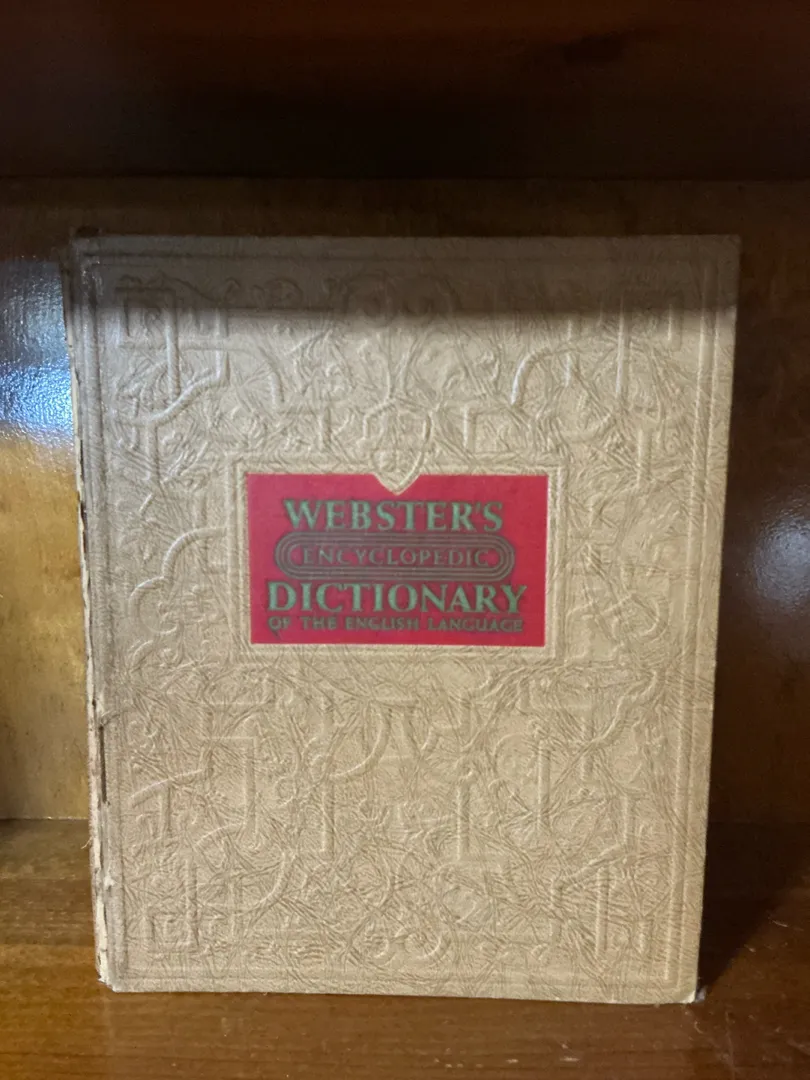 WEBSTER'S
ENCYCLOPEDIC
DICTIONARY
OF THE ENGLISH LANGUAGE